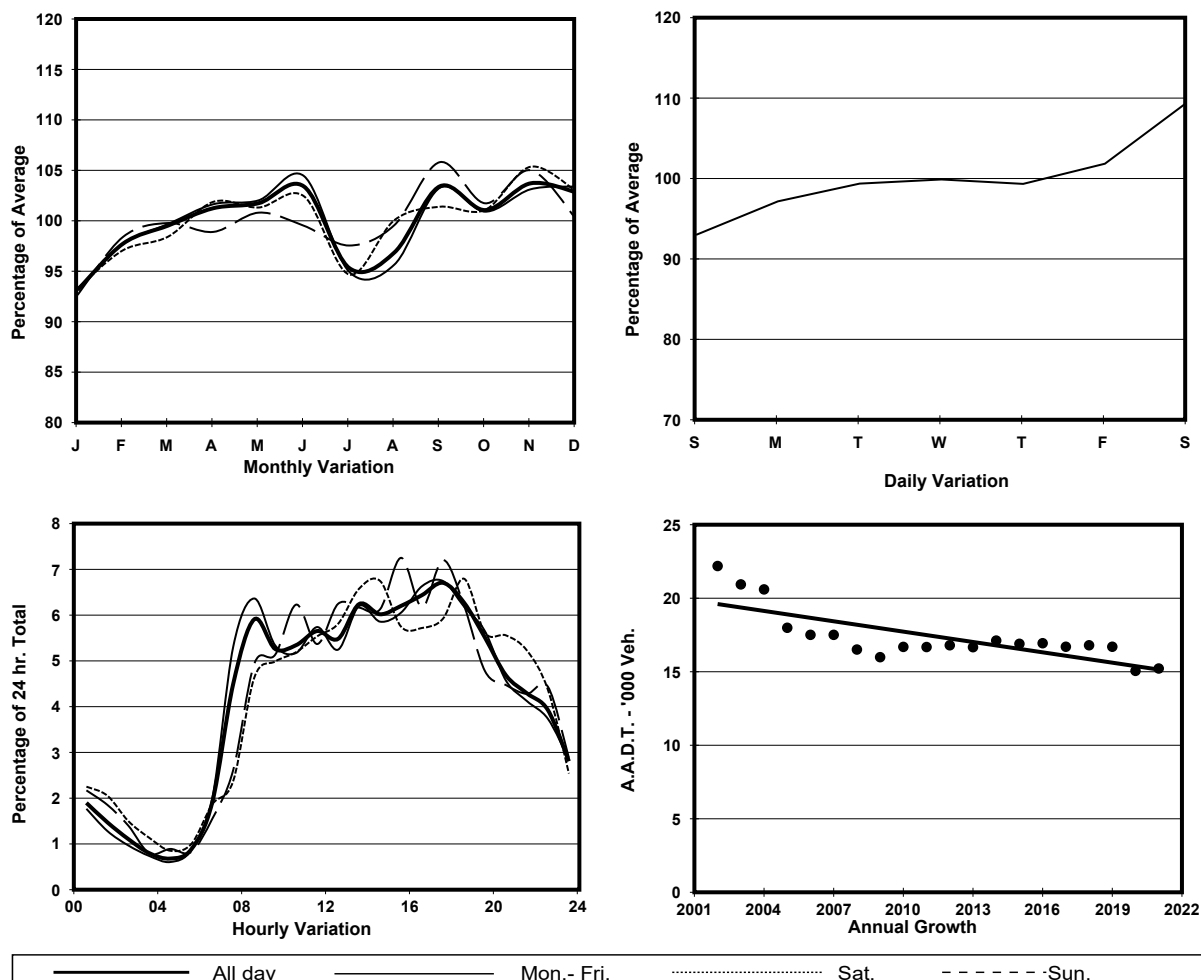 120
115
110
105
100
95
90
85
80
Percentage of Average
J F M A M J J A S O N D
Monthly Variation
120
110
100
90
80
70
Percentage of Average
S M T W T F S
Daily Variation
8
7
6
5
4
3
2
1
0
Percentage of 24 hr. Total
00 04 08 12 16 20 24
Hourly Variation
25
20
15
10
5
0
A.A.D.T. - '000 Veh.
2001 2004 2007 2010 2013 2016 2019 2022
Annual Growth
All day Mon.- Fri. Sat. Sun.